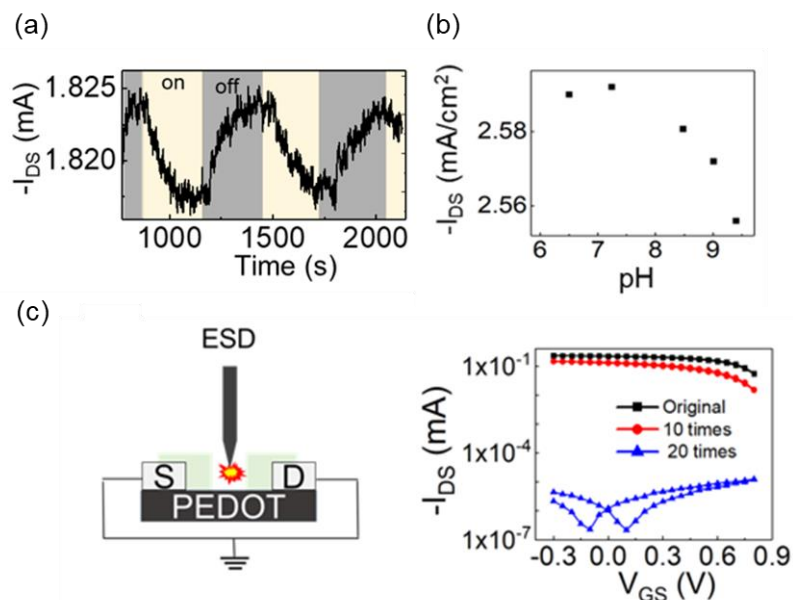 (a)
on
off
-I_DS (mA)
1.825
1.820
1000
1500
2000
Time (s)
(b)
-I_DS (mA/cm²)
2.58
2.56
6
7
8
9
pH
(c)
ESD
S
D
PEDOT
-I_DS (mA)
1x10⁻¹
1x10⁻⁴
1x10⁻⁷
Original
10 times
20 times
-0.3
0.0
0.3
0.6
0.9
V_GS (V)